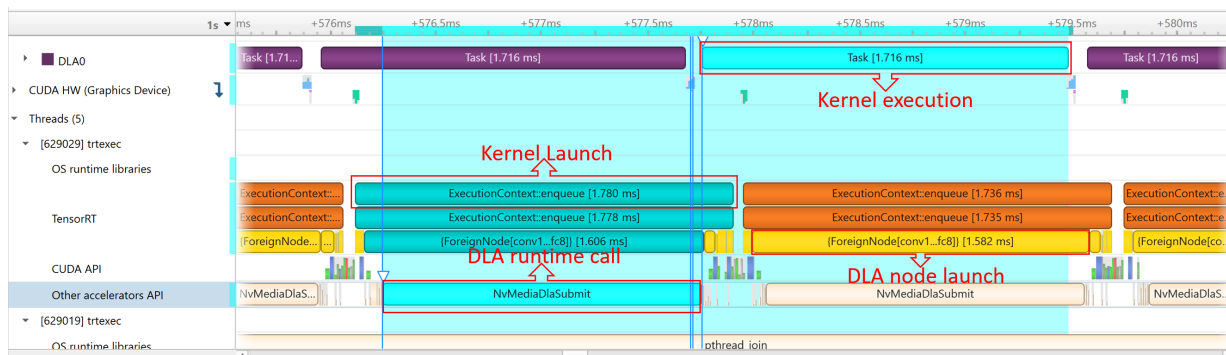 1s ms +576ms +576.5ms +577ms +577.5ms +578ms +578.5ms +579ms +579.5ms +580ms
DLA0
Task [1.71... Task [1.716 ms] Task [1.716 ms] Task [1.716 ms]
CUDA HW (Graphics Device)
Kernel execution
Threads (5)
[629029] trtexec
Kernel Launch
OS runtime libraries
ExecutionContext::... ExecutionContext::enqueue [1.780 ms] ExecutionContext::enqueue [1.736 ms] ExecutionContext::e
TensorRT
ExecutionContext::... ExecutionContext::enqueue [1.778 ms] ExecutionContext::enqueue [1.735 ms] ExecutionContext::e
{ForeignNode... {ForeignNode[conv1...fc8]} [1.606 ms] {ForeignNode[conv1...fc8]} [1.582 ms] {ForeignNode[co...
DLA runtime call
CUDA API
DLA node launch
Other accelerators API
NvMediaDlaS... NvMediaDlaSubmit NvMediaDlaSubmit NvMediaDlaS...
[629019] trtexec
OS runtime libraries
pthread_join